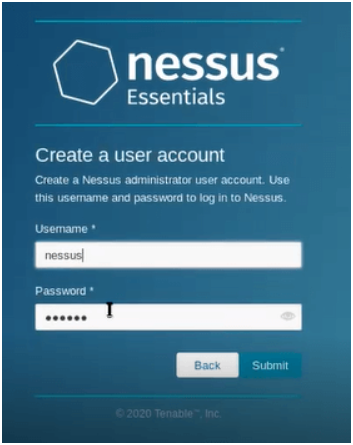 nessus
Essentials
Create a user account
Create a Nessus administrator user account. Use
this username and password to log in to Nessus.
Username *
nessus
Password *
••••••
Back
Submit
© 2020 Tenable™, Inc.